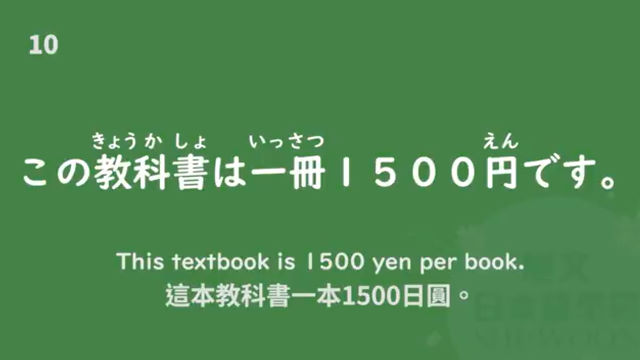 10
きょうかしょ いっさつ えん
この教科書は一冊１５００円です。
This textbook is 1500 yen per book.
這本教科書一本1500日圓。